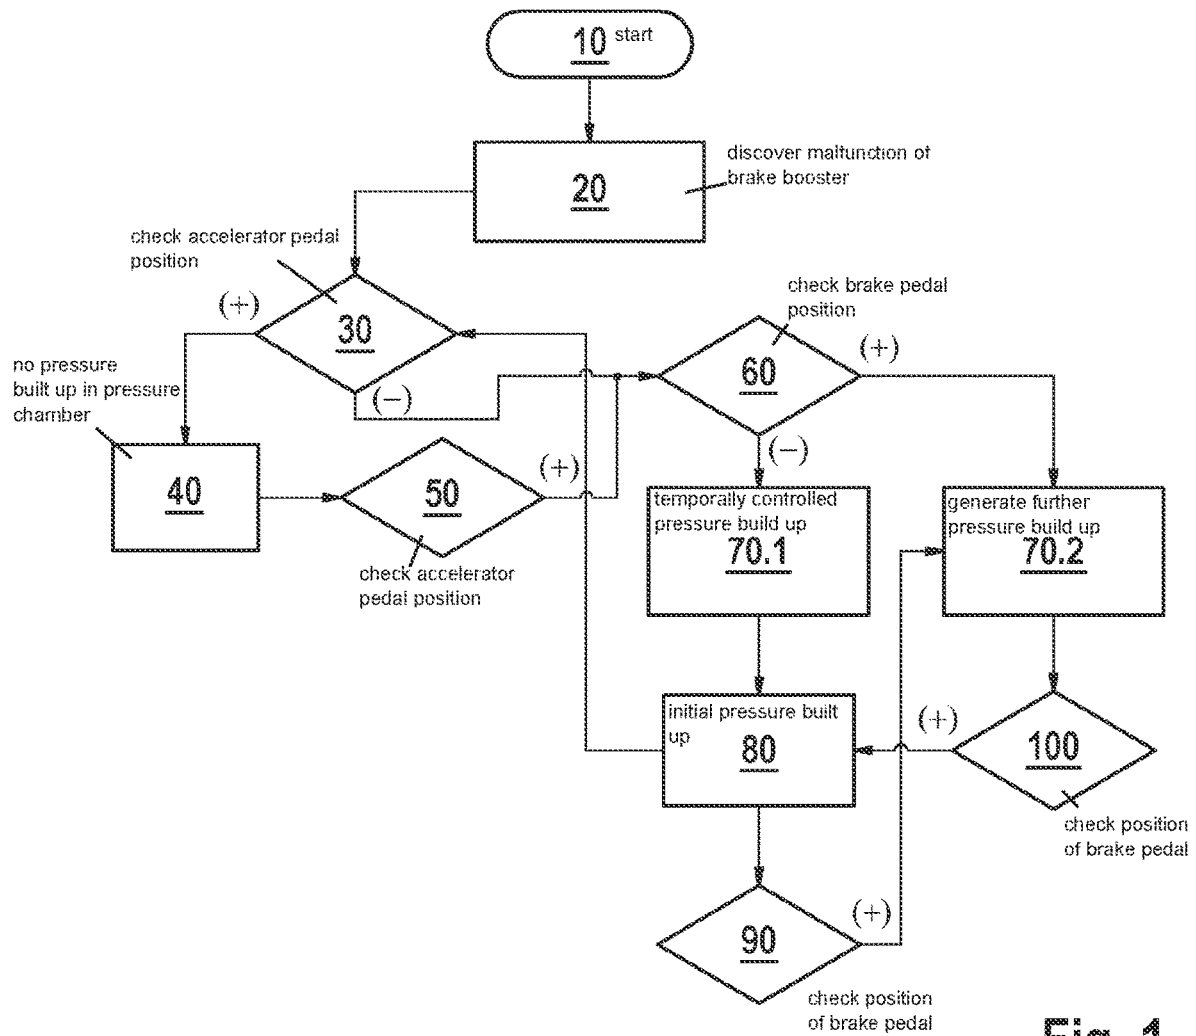 10 start
20
discover malfunction of
brake booster
check accelerator pedal
position
(+)
30
(−)
check brake pedal
position
60
(+)
(−)
no pressure
built up in pressure
chamber
40
50
(+)
check accelerator
pedal position
temporally controlled
pressure build up
70.1
generate further
pressure build up
70.2
initial pressure built
up
80
(+)
100
check position
of brake pedal
90
(+)
check position
of brake pedal
Fig. 1